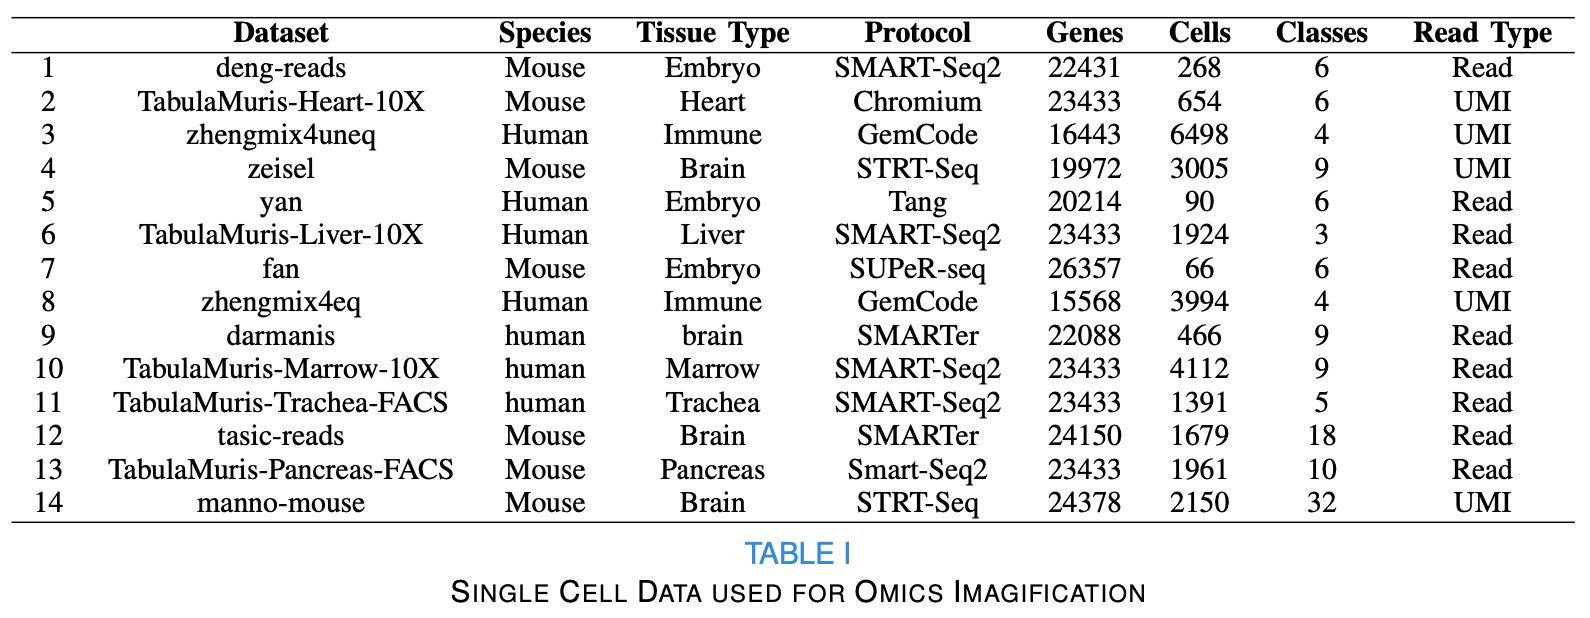 Dataset Species Tissue Type Protocol Genes Cells Classes Read Type
1 deng-reads Mouse Embryo SMART-Seq2 22431 268 6 Read
2 TabulaMuris-Heart-10X Mouse Heart Chromium 23433 654 6 UMI
3 zhengmix4uneq Human Immune GemCode 16443 6498 4 UMI
4 zeisel Mouse Brain STRT-Seq 19972 3005 9 UMI
5 yan Human Embryo Tang 20214 90 6 Read
6 TabulaMuris-Liver-10X Human Liver SMART-Seq2 23433 1924 3 Read
7 fan Mouse Embryo SUPeR-seq 26357 66 6 Read
8 zhengmix4eq Human Immune GemCode 15568 3994 4 UMI
9 darmanis human brain SMARTer 22088 466 9 Read
10 TabulaMuris-Marrow-10X human Marrow SMART-Seq2 23433 4112 9 Read
11 TabulaMuris-Trachea-FACS human Trachea SMART-Seq2 23433 1391 5 Read
12 tasic-reads Mouse Brain SMARTer 24150 1679 18 Read
13 TabulaMuris-Pancreas-FACS Mouse Pancreas Smart-Seq2 23433 1961 10 Read
14 manno-mouse Mouse Brain STRT-Seq 24378 2150 32 UMI
TABLE I
SINGLE CELL DATA USED FOR OMICS IMAGIFICATION